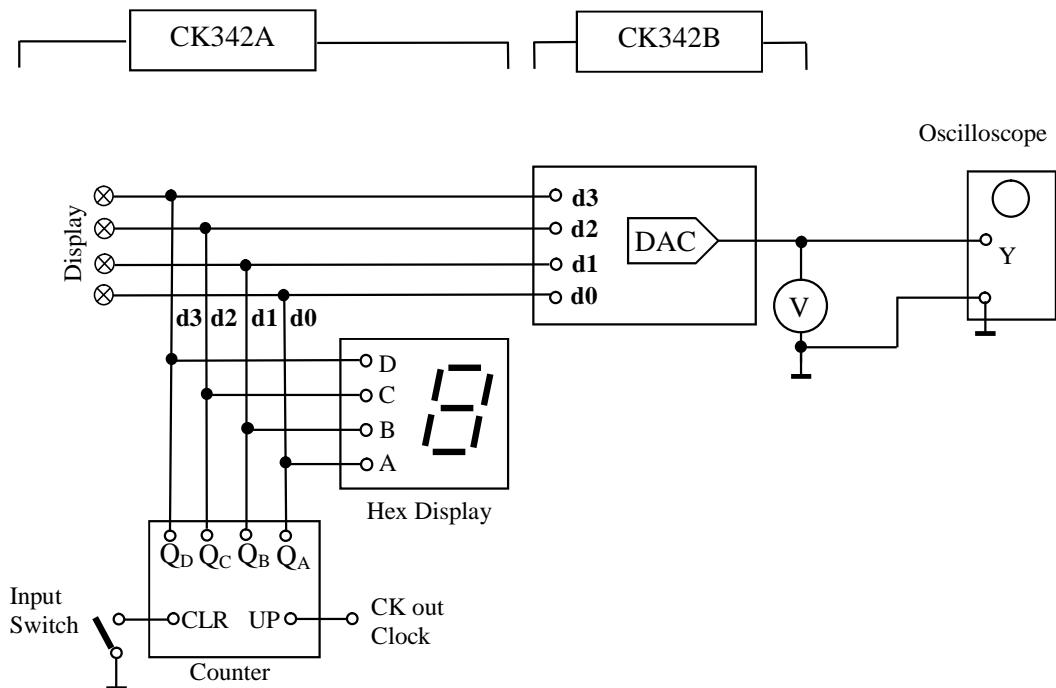 CK342A
CK342B
Oscilloscope
Display
d3
d2
d1
d0
DAC
Y
V
d3 d2 d1 d0
D
C
B
A
Hex Display
QD QC QB QA
Input
Switch
CLR UP
CK out
Clock
Counter